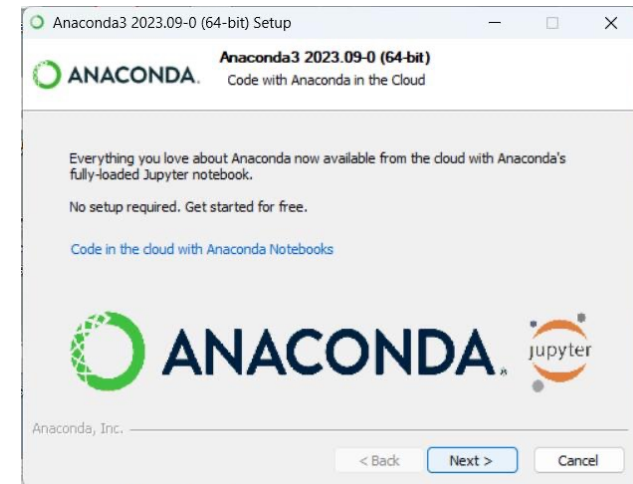 Anaconda3 2023.09-0 (64-bit) Setup
ANACONDA.
Anaconda3 2023.09-0 (64-bit)
Code with Anaconda in the Cloud
Everything you love about Anaconda now available from the cloud with Anaconda's
fully-loaded Jupyter notebook.
No setup required. Get started for free.
Code in the cloud with Anaconda Notebooks
ANACONDA.
jupyter
Anaconda, Inc.
< Back Next > Cancel